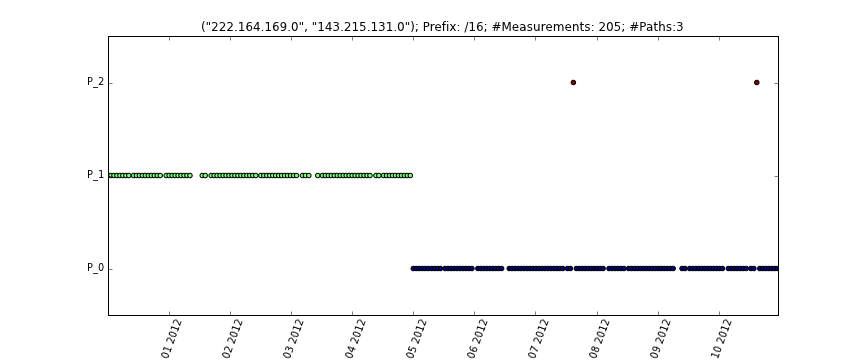 ("222.164.169.0", "143.215.131.0"); Prefix: /16; #Measurements: 205; #Paths:3
P_2
P_1
P_0
01 2012
02 2012
03 2012
04 2012
05 2012
06 2012
07 2012
08 2012
09 2012
10 2012